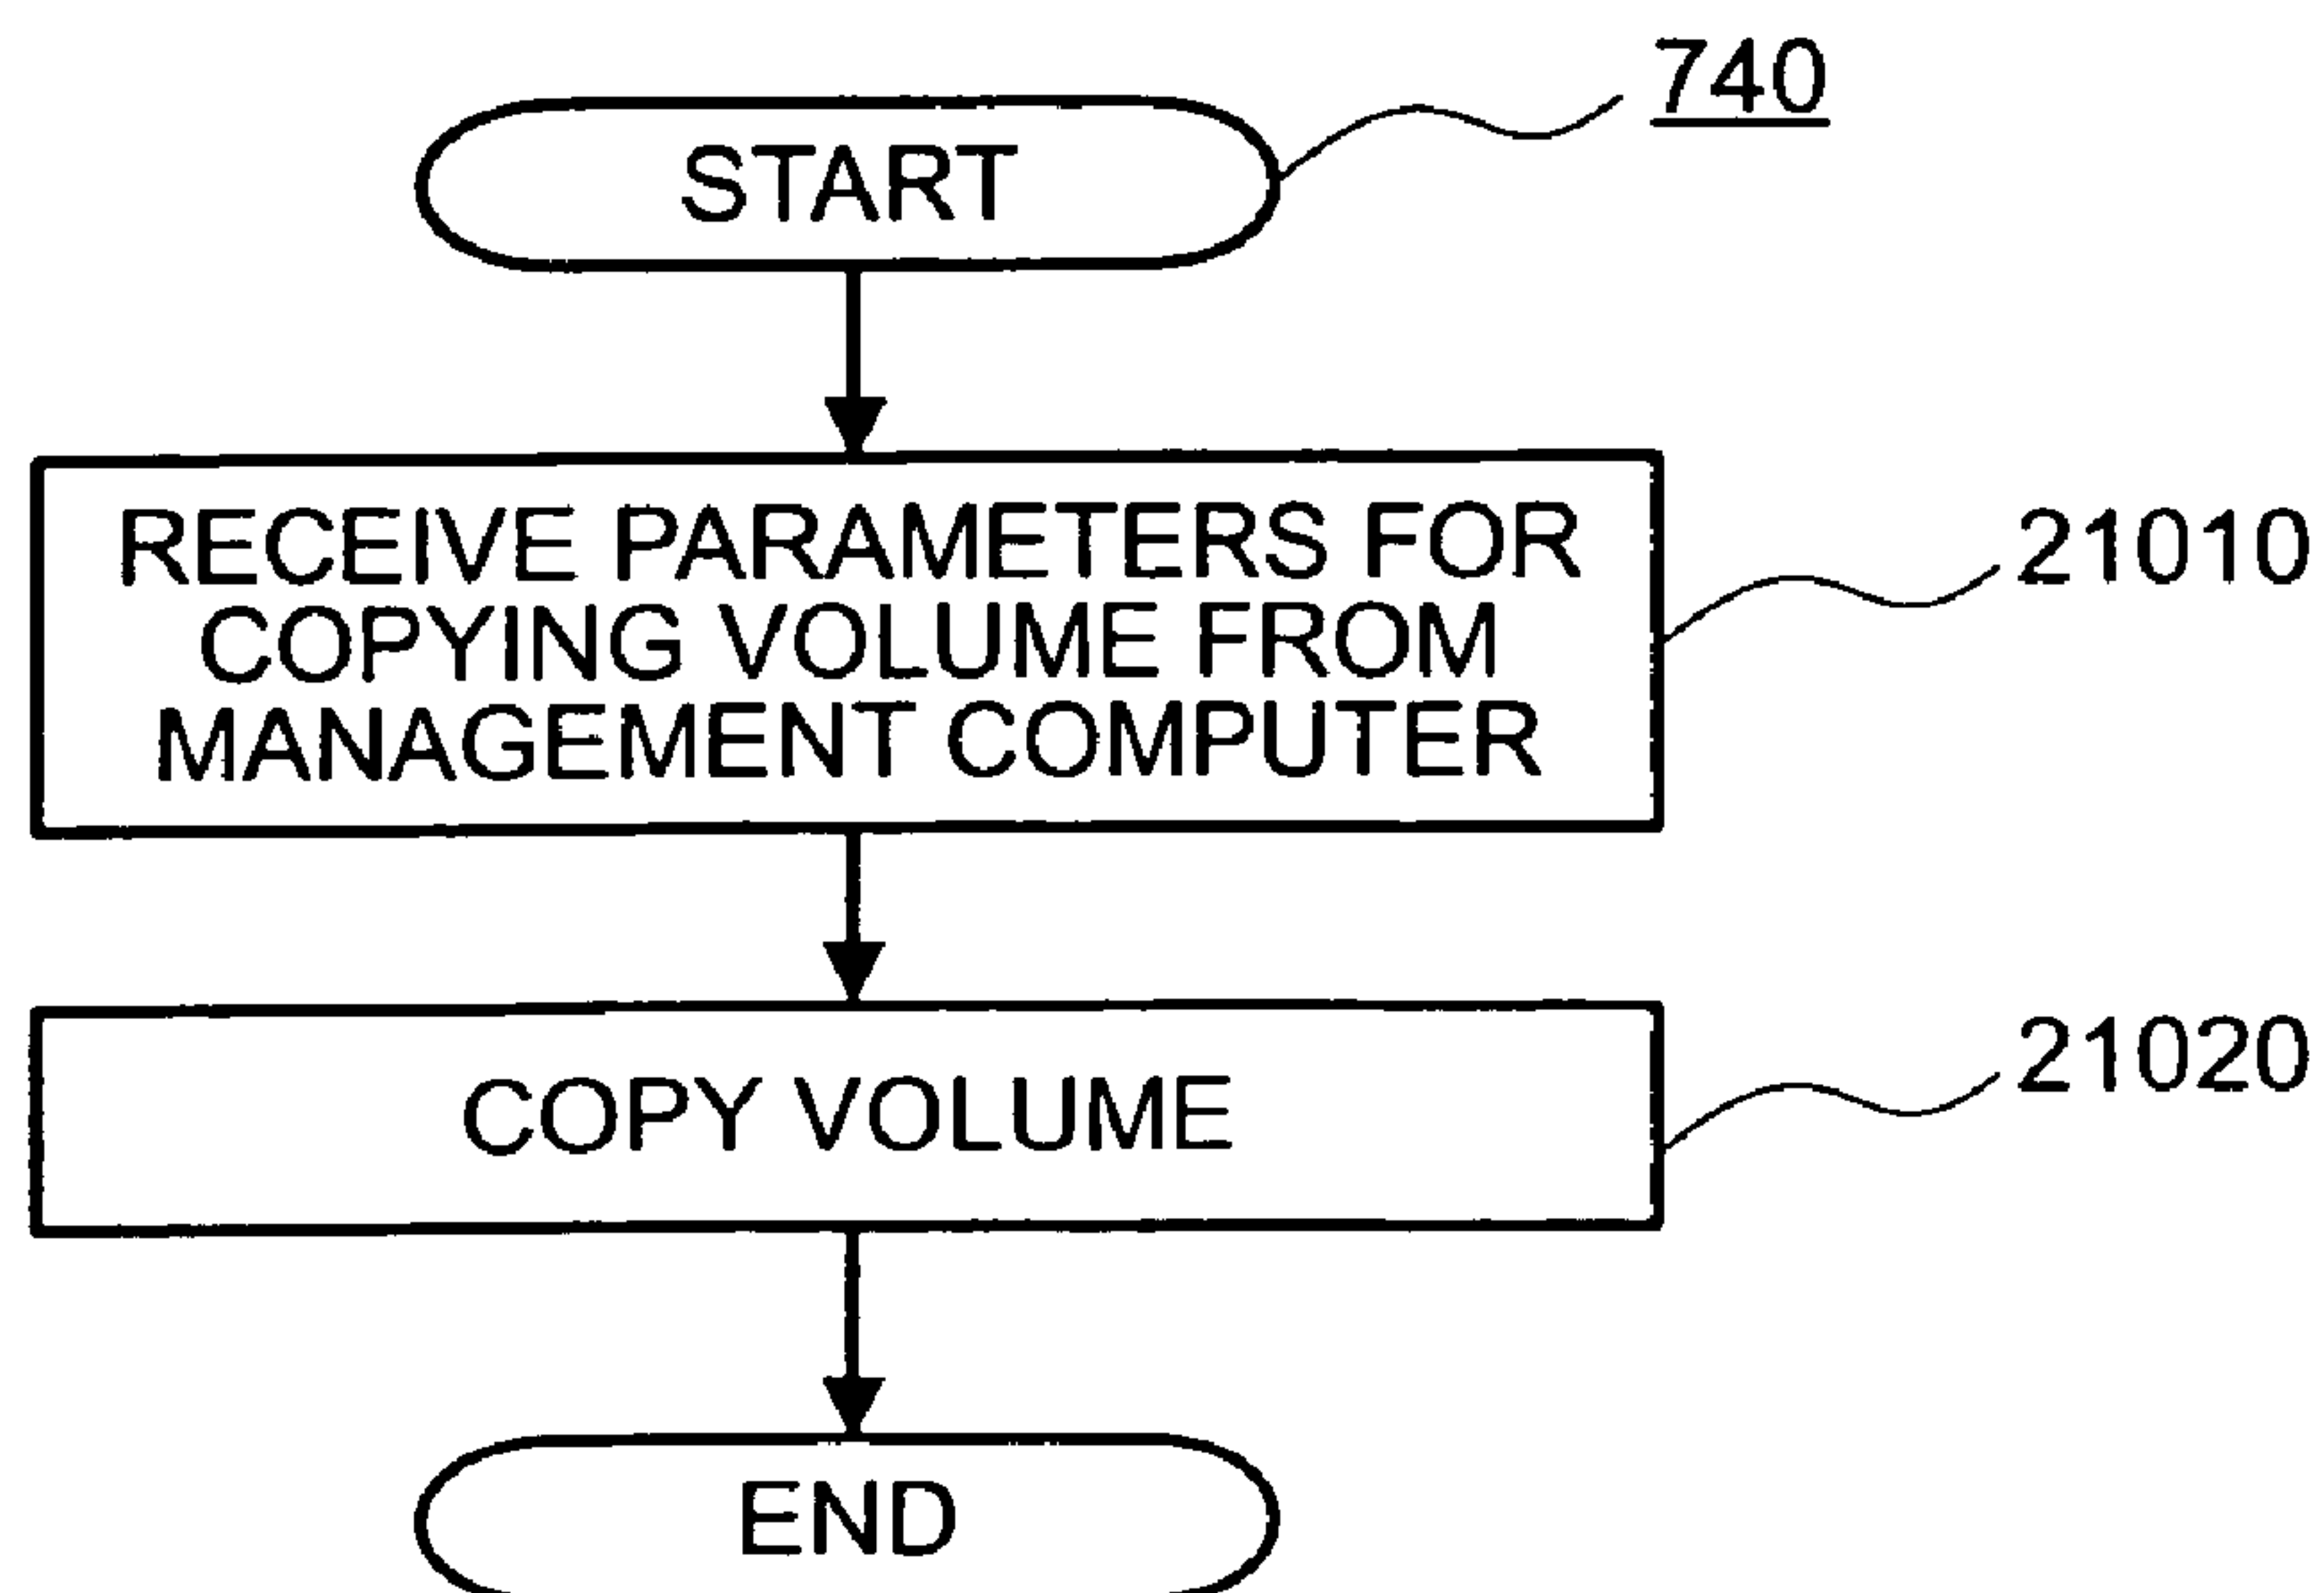 740
START
RECEIVE PARAMETERS FOR
COPYING VOLUME FROM
MANAGEMENT COMPUTER
21010
COPY VOLUME
21020
END